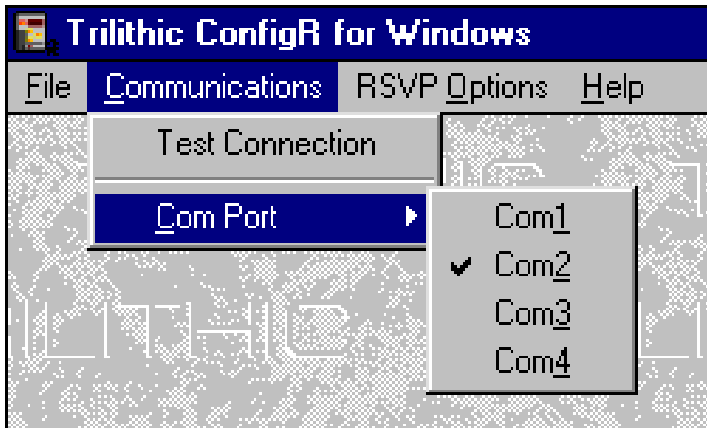 Trilithic ConfigR for Windows
File Communications RSVP Options Help
Test Connection
Com Port
Com1
Com2
Com3
Com4